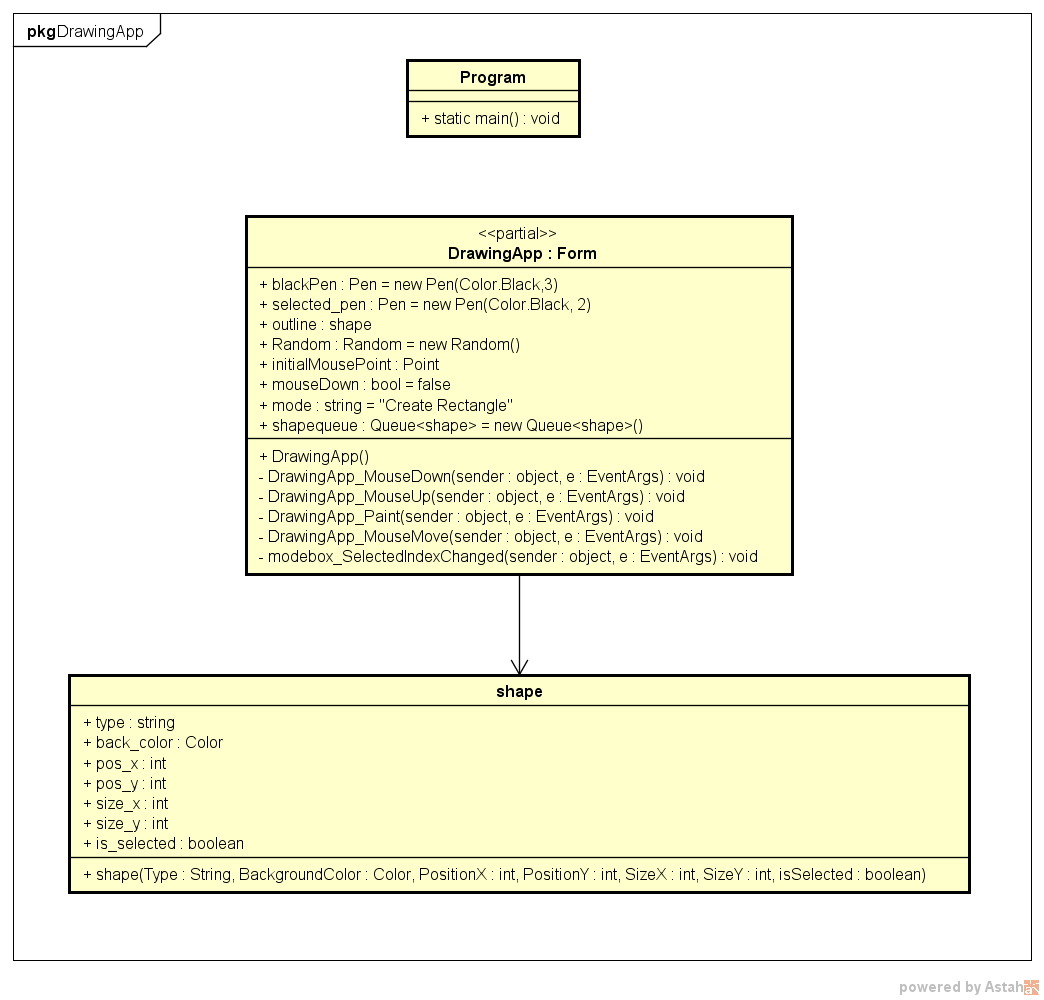 pkg DrawingApp
Program
+ static main() : void
<<partial>>
DrawingApp : Form
+ blackPen : Pen = new Pen(Color.Black,3)
+ selected_pen : Pen = new Pen(Color.Black, 2)
+ outline : shape
+ Random : Random = new Random()
+ initialMousePoint : Point
+ mouseDown : bool = false
+ mode : string = "Create Rectangle"
+ shapequeue : Queue<shape> = new Queue<shape>()
+ DrawingApp()
- DrawingApp_MouseDown(sender : object, e : EventArgs) : void
- DrawingApp_MouseUp(sender : object, e : EventArgs) : void
- DrawingApp_Paint(sender : object, e : EventArgs) : void
- DrawingApp_MouseMove(sender : object, e : EventArgs) : void
- modebox_SelectedIndexChanged(sender : object, e : EventArgs) : void
shape
+ type : string
+ back_color : Color
+ pos_x : int
+ pos_y : int
+ size_x : int
+ size_y : int
+ is_selected : boolean
+ shape(Type : String, BackgroundColor : Color, PositionX : int, PositionY : int, SizeX : int, SizeY : int, isSelected : boolean)
powered by Astah